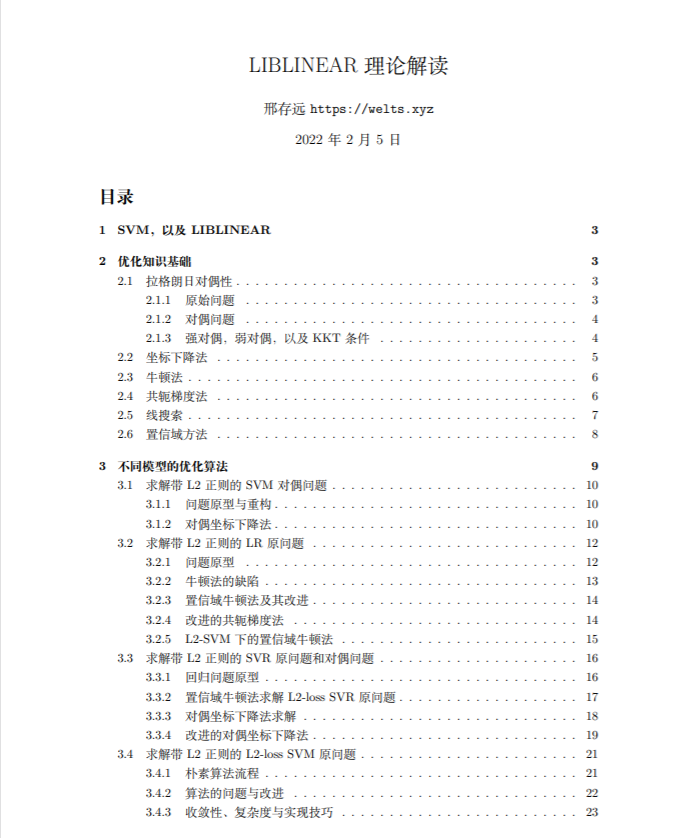 LIBLINEAR 理论解读
邢存远 https://welts.xyz
2022 年 2 月 5 日
目录
1 SVM，以及 LIBLINEAR 3
2 优化知识基础 3
2.1 拉格朗日对偶性 . . . . . . . . . . . . . . . . . . . . 3
2.1.1 原始问题 . . . . . . . . . . . . . . . . . . . . 3
2.1.2 对偶问题 . . . . . . . . . . . . . . . . . . . . 4
2.1.3 强对偶，弱对偶，以及 KKT 条件 . . . . . . . . . . . . . . . . . . . . 4
2.2 坐标下降法 . . . . . . . . . . . . . . . . . . . . 5
2.3 牛顿法 . . . . . . . . . . . . . . . . . . . . 6
2.4 共轭梯度法 . . . . . . . . . . . . . . . . . . . . 6
2.5 线搜索 . . . . . . . . . . . . . . . . . . . . 7
2.6 置信域方法 . . . . . . . . . . . . . . . . . . . . 8
3 不同模型的优化算法 9
3.1 求解带 L2 正则的 SVM 对偶问题 . . . . . . . . . . . . . . . . . . . . 10
3.1.1 问题原型与重构 . . . . . . . . . . . . . . . . . . . . 10
3.1.2 对偶坐标下降法 . . . . . . . . . . . . . . . . . . . . 10
3.2 求解带 L2 正则的 LR 原问题 . . . . . . . . . . . . . . . . . . . . 12
3.2.1 问题原型 . . . . . . . . . . . . . . . . . . . . 12
3.2.2 牛顿法的缺陷 . . . . . . . . . . . . . . . . . . . . 13
3.2.3 置信域牛顿法及其改进 . . . . . . . . . . . . . . . . . . . . 14
3.2.4 改进的共轭梯度法 . . . . . . . . . . . . . . . . . . . . 14
3.2.5 L2-SVM 下的置信域牛顿法 . . . . . . . . . . . . . . . . . . . . 15
3.3 求解带 L2 正则的 SVR 原问题和对偶问题 . . . . . . . . . . . . . . . . . . . . 16
3.3.1 回归问题原型 . . . . . . . . . . . . . . . . . . . . 16
3.3.2 置信域牛顿法求解 L2-loss SVR 原问题 . . . . . . . . . . . . . . . . . . . . 17
3.3.3 对偶坐标下降法求解 . . . . . . . . . . . . . . . . . . . . 18
3.3.4 改进的对偶坐标下降法 . . . . . . . . . . . . . . . . . . . . 19
3.4 求解带 L2 正则的 L2-loss SVM 原问题 . . . . . . . . . . . . . . . . . . . . 21
3.4.1 朴素算法流程 . . . . . . . . . . . . . . . . . . . . 21
3.4.2 算法的问题与改进 . . . . . . . . . . . . . . . . . . . . 22
3.4.3 收敛性、复杂度与实现技巧 . . . . . . . . . . . . . . . . . . . . 23